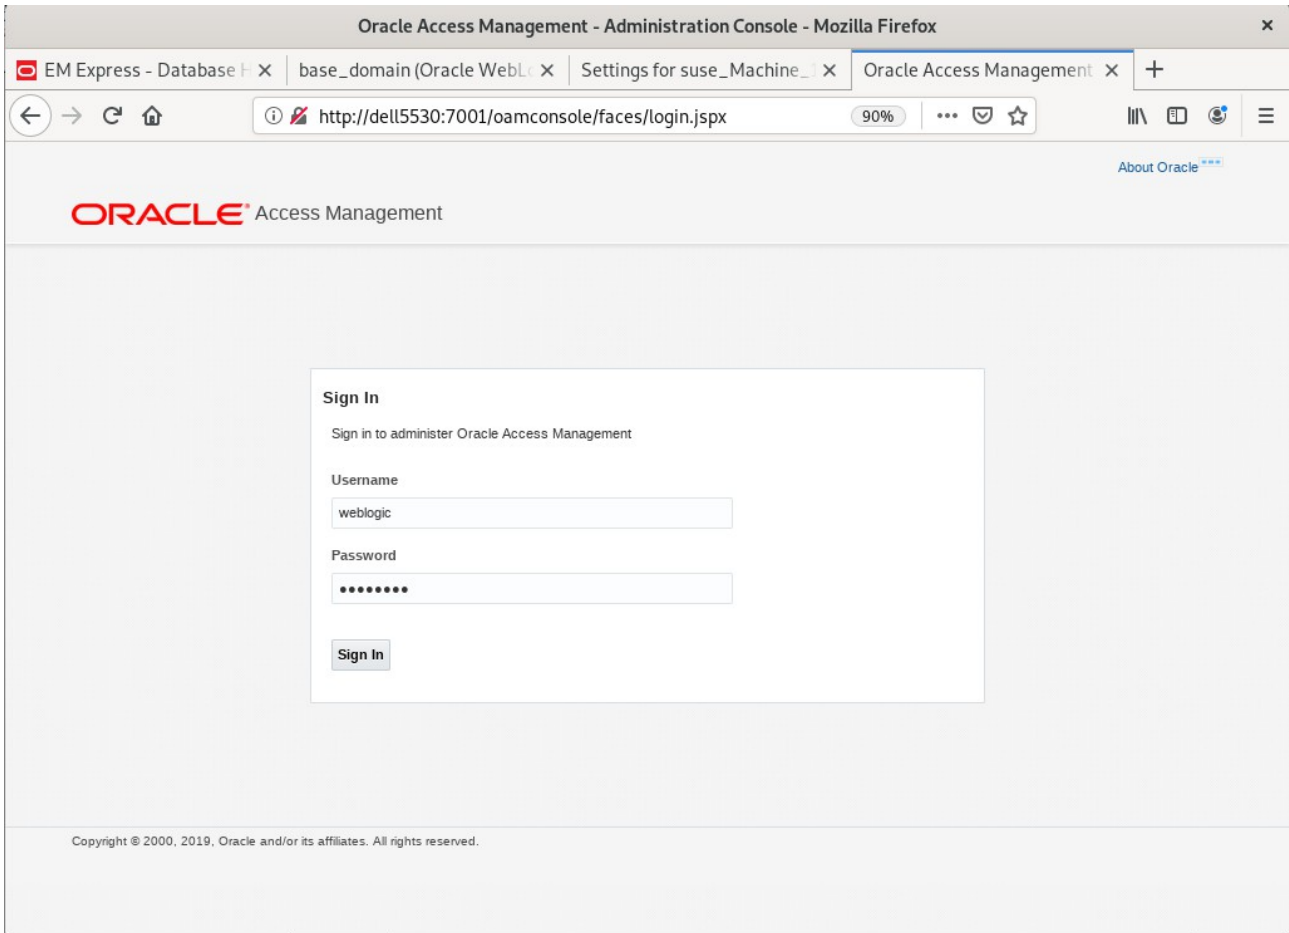 Oracle Access Management - Administration Console - Mozilla Firefox
EM Express - Database
base_domain (Oracle
Settings for suse_Machine_
Oracle Access Management
http://dell5530:7001/oamconsole/faces/login.jspx
90%
About Oracle
ORACLE® Access Management
Sign In
Sign in to administer Oracle Access Management
Username
weblogic
Password
••••••••
Sign In
Copyright © 2000, 2019, Oracle and/or its affiliates. All rights reserved.